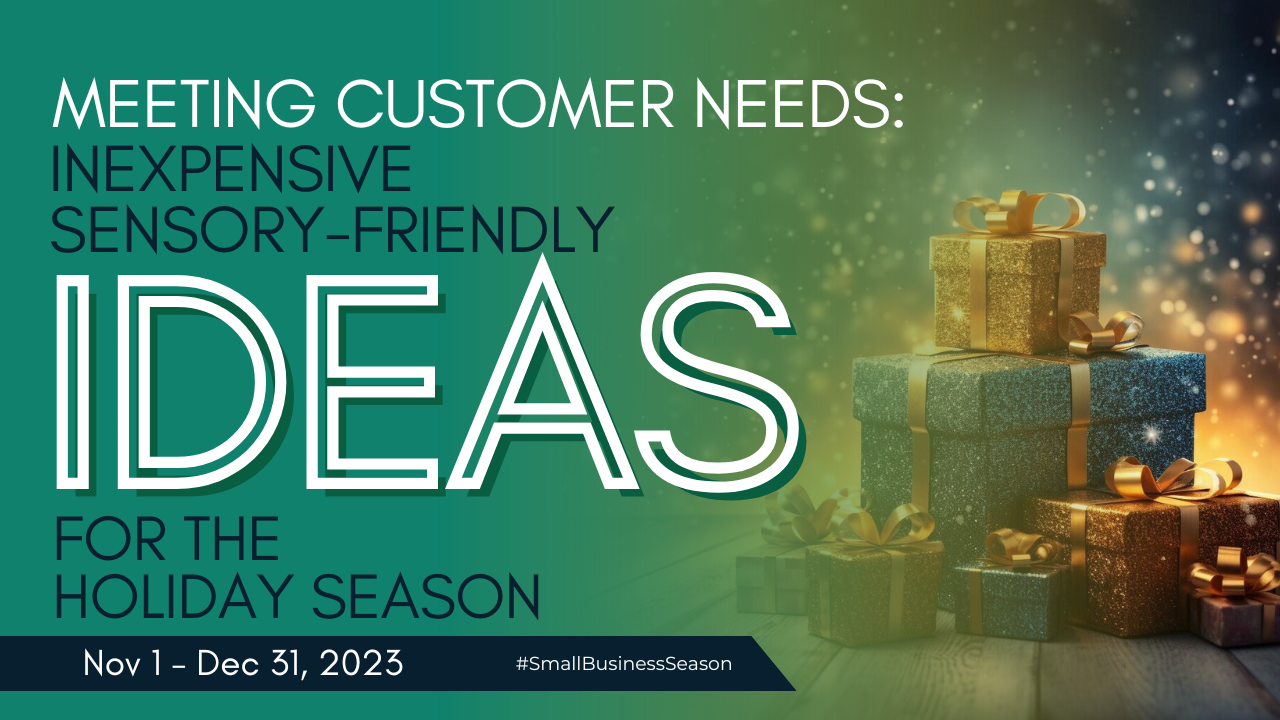 MEETING CUSTOMER NEEDS:
INEXPENSIVE
SENSORY-FRIENDLY
IDEAS
FOR THE
HOLIDAY SEASON
Nov 1 - Dec 31, 2023
#SmallBusinessSeason